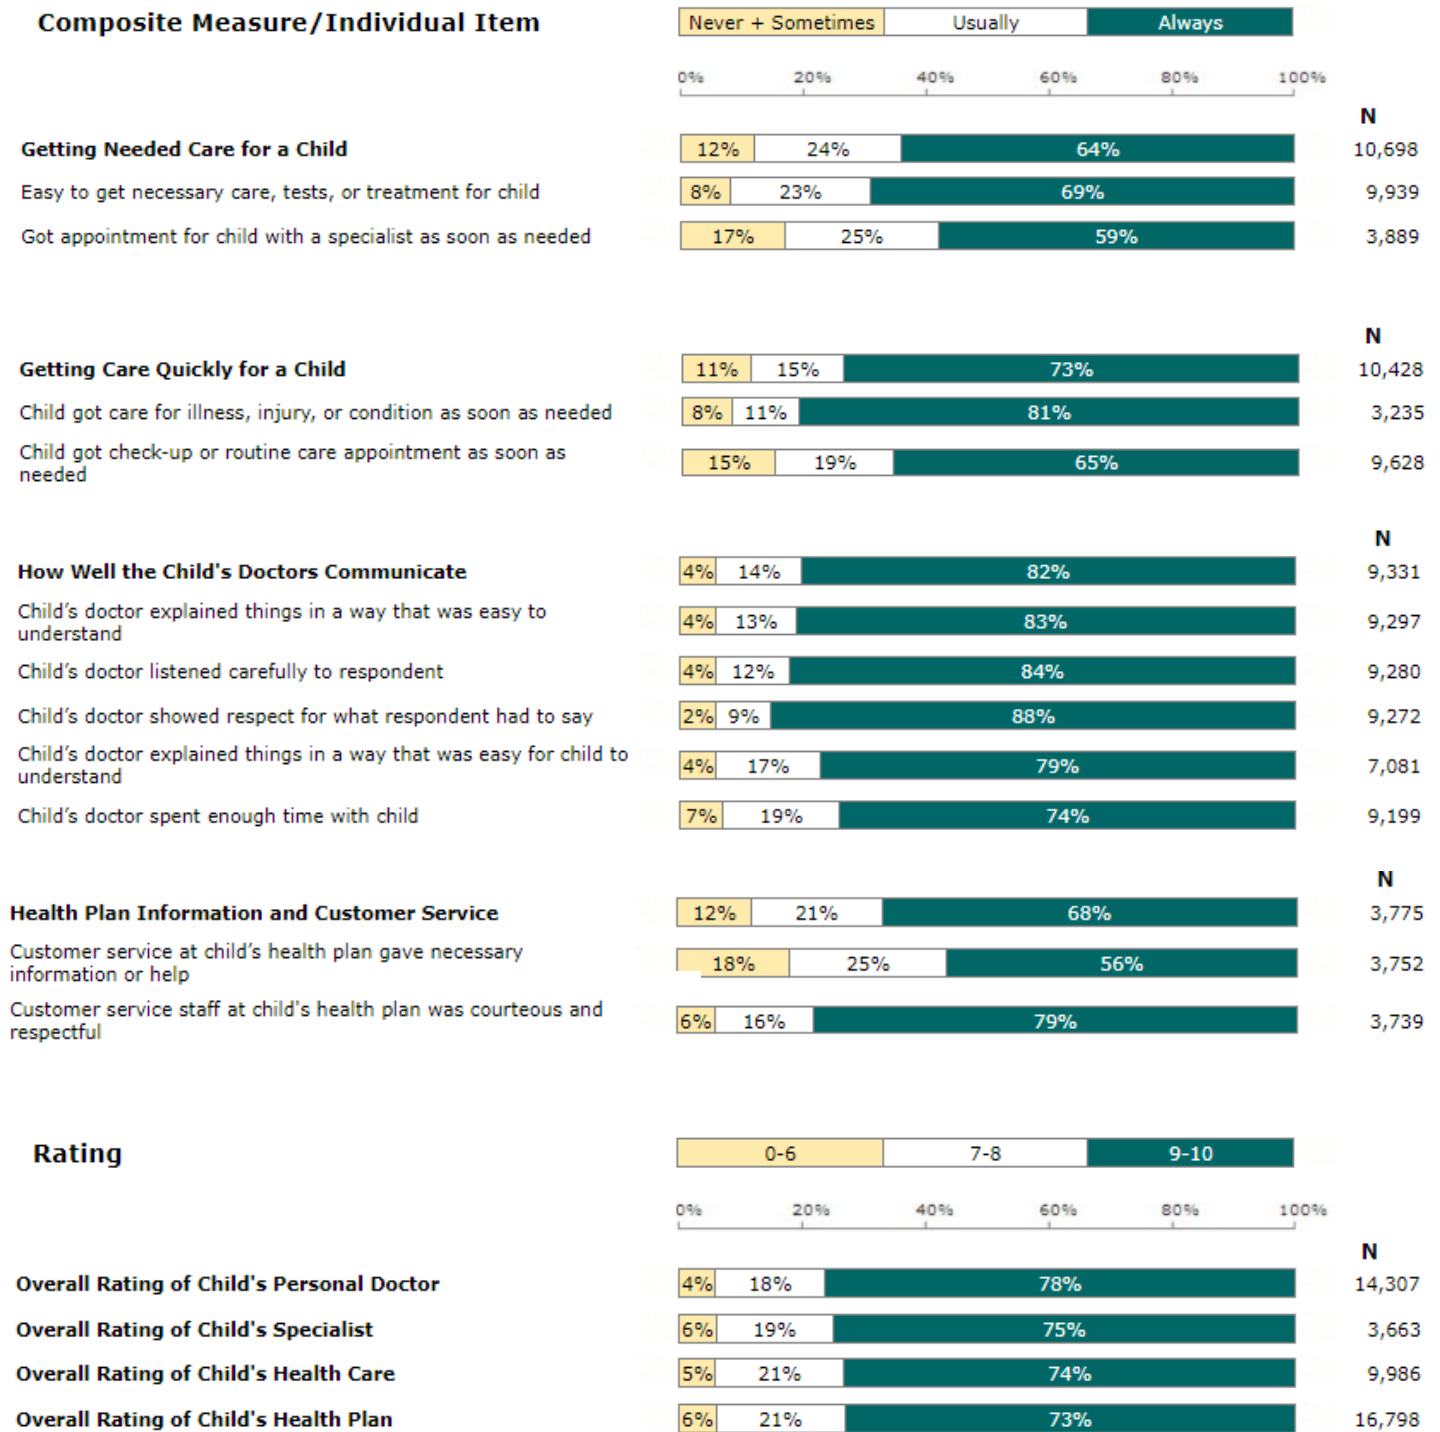 Composite Measure/Individual Item
Never + Sometimes Usually Always
0% 20% 40% 60% 80% 100%
N
Getting Needed Care for a Child 12% 24% 64% 10,698
Easy to get necessary care, tests, or treatment for child 8% 23% 69% 9,939
Got appointment for child with a specialist as soon as needed 17% 25% 59% 3,889
N
Getting Care Quickly for a Child 11% 15% 73% 10,428
Child got care for illness, injury, or condition as soon as needed 8% 11% 81% 3,235
Child got check-up or routine care appointment as soon as
needed 15% 19% 65% 9,628
N
How Well the Child's Doctors Communicate 4% 14% 82% 9,331
Child’s doctor explained things in a way that was easy to
understand 4% 13% 83% 9,297
Child’s doctor listened carefully to respondent 4% 12% 84% 9,280
Child’s doctor showed respect for what respondent had to say 2% 9% 88% 9,272
Child’s doctor explained things in a way that was easy for child to
understand 4% 17% 79% 7,081
Child’s doctor spent enough time with child 7% 19% 74% 9,199
N
Health Plan Information and Customer Service 12% 21% 68% 3,775
Customer service at child’s health plan gave necessary
information or help 18% 25% 56% 3,752
Customer service staff at child's health plan was courteous and
respectful 6% 16% 79% 3,739
Rating
0-6 7-8 9-10
0% 20% 40% 60% 80% 100%
N
Overall Rating of Child's Personal Doctor 4% 18% 78% 14,307
Overall Rating of Child's Specialist 6% 19% 75% 3,663
Overall Rating of Child's Health Care 5% 21% 74% 9,986
Overall Rating of Child's Health Plan 6% 21% 73% 16,798